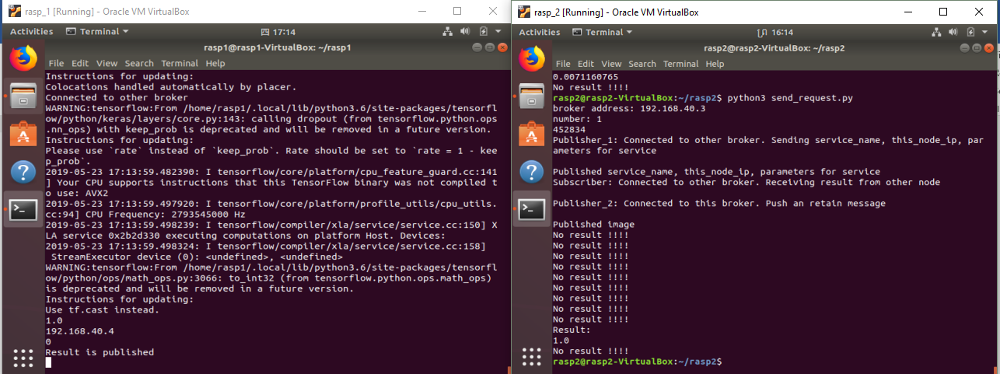 rasp_1 [Running] - Oracle VM VirtualBox
Activities Terminal 四 17:14
rasp1@rasp1-VirtualBox: ~/rasp1
File Edit View Search Terminal Help
Instructions for updating:
Colocations handled automatically by placer.
Connected to other broker
WARNING:tensorflow:From /home/rasp1/.local/lib/python3.6/site-packages/tensorfl
ow/python/keras/layers/core.py:143: calling dropout (from tensorflow.python.ops
.nn_ops) with keep_prob is deprecated and will be removed in a future version.
Instructions for updating:
Please use `rate` instead of `keep_prob`. Rate should be set to `rate = 1 - kee
p_prob`.
2019-05-23 17:13:59.482390: I tensorflow/core/platform/cpu_feature_guard.cc:141
] Your CPU supports instructions that this TensorFlow binary was not compiled t
o use: AVX2
2019-05-23 17:13:59.497920: I tensorflow/core/platform/profile_utils/cpu_utils.
cc:94] CPU Frequency: 2793545000 Hz
2019-05-23 17:13:59.498239: I tensorflow/compiler/xla/service/service.cc:150] X
LA service 0x2b2d330 executing computations on platform Host. Devices:
2019-05-23 17:13:59.498324: I tensorflow/compiler/xla/service/service.cc:158]
StreamExecutor device (0): <undefined>, <undefined>
WARNING:tensorflow:From /home/rasp1/.local/lib/python3.6/site-packages/tensorfl
ow/python/ops/math_ops.py:3066: to_int32 (from tensorflow.python.ops.math_ops)
is deprecated and will be removed in a future version.
Instructions for updating:
Use tf.cast instead.
1.0
192.168.40.4
0
Result is published
rasp_2 [Running] - Oracle VM VirtualBox
Activities Terminal 16:14
rasp2@rasp2-VirtualBox: ~/rasp2
File Edit View Search Terminal Help
0.0071160765
No result !!!!
rasp2@rasp2-VirtualBox:~/rasp2$ python3 send_request.py
broker address: 192.168.40.3
number: 1
452834
Publisher_1: Connected to other broker. Sending service_name, this_node_ip, par
ameters for service
Published service_name, this_node_ip, parameters for service
Subscriber: Connected to other broker. Receiving result from other node
Publisher_2: Connected to this broker. Push an retain message
Published image
No result !!!!
No result !!!!
No result !!!!
No result !!!!
No result !!!!
No result !!!!
No result !!!!
No result !!!!
No result !!!!
Result:
1.0
No result !!!!
rasp2@rasp2-VirtualBox:~/rasp2$